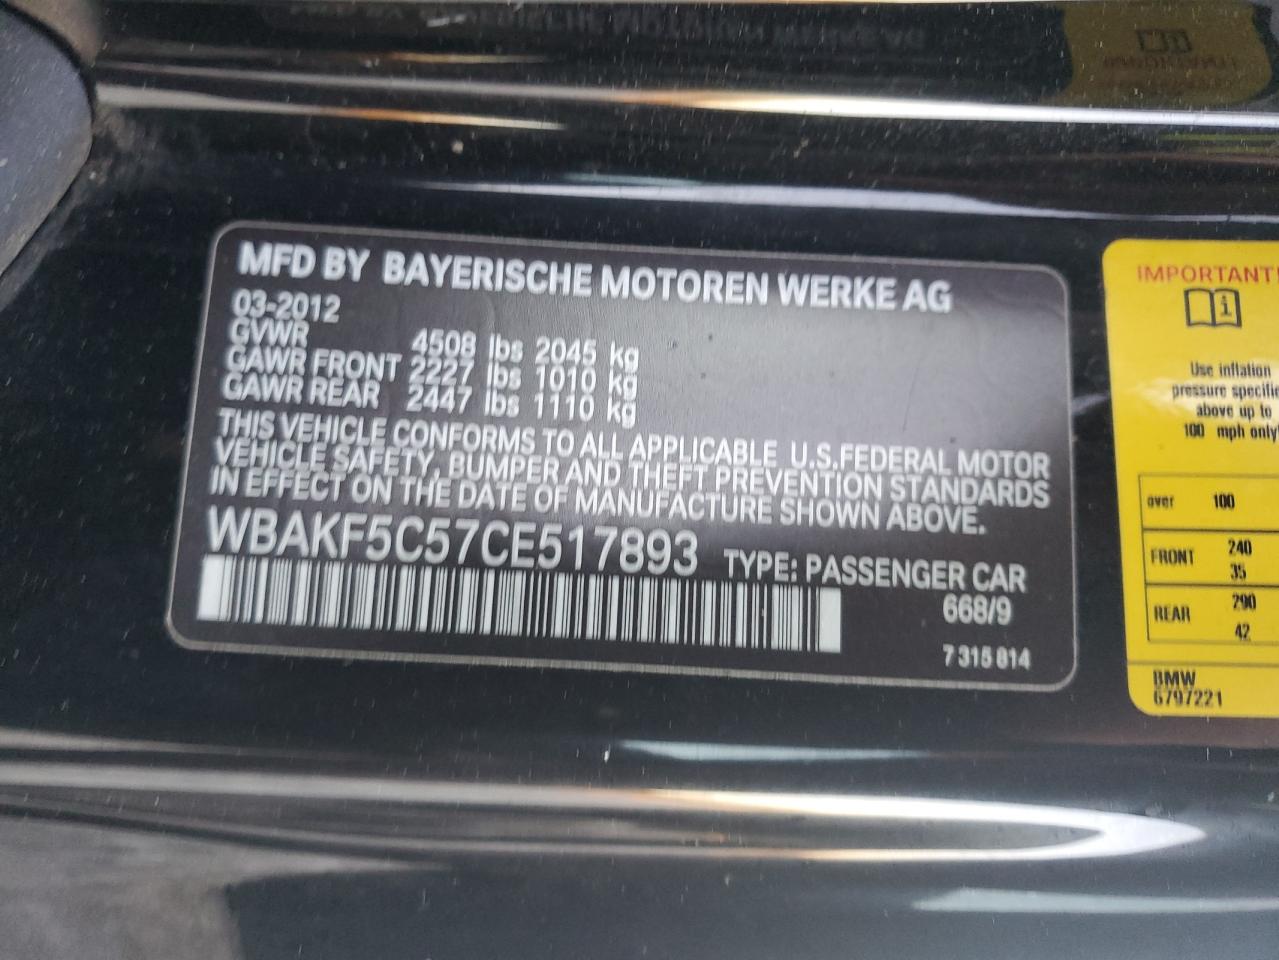 MFD BY BAYERISCHE MOTOREN WERKE AG
03-2012
GVWR 4508 lbs 2045 kg
GAWR FRONT 2227 lbs 1010 kg
GAWR REAR 2447 lbs 1110 kg
THIS VEHICLE CONFORMS TO ALL APPLICABLE U.S.FEDERAL MOTOR
VEHICLE SAFETY, BUMPER AND THEFT PREVENTION STANDARDS
IN EFFECT ON THE DATE OF MANUFACTURE SHOWN ABOVE.
WBAKF5C57CE517893 TYPE: PASSENGER CAR
668/9
7 315 814
IMPORTANT!
Use inflation
pressure specifie
above up to
100 mph only!
over 100
FRONT 240
35
REAR 290
42
BMW
6797221